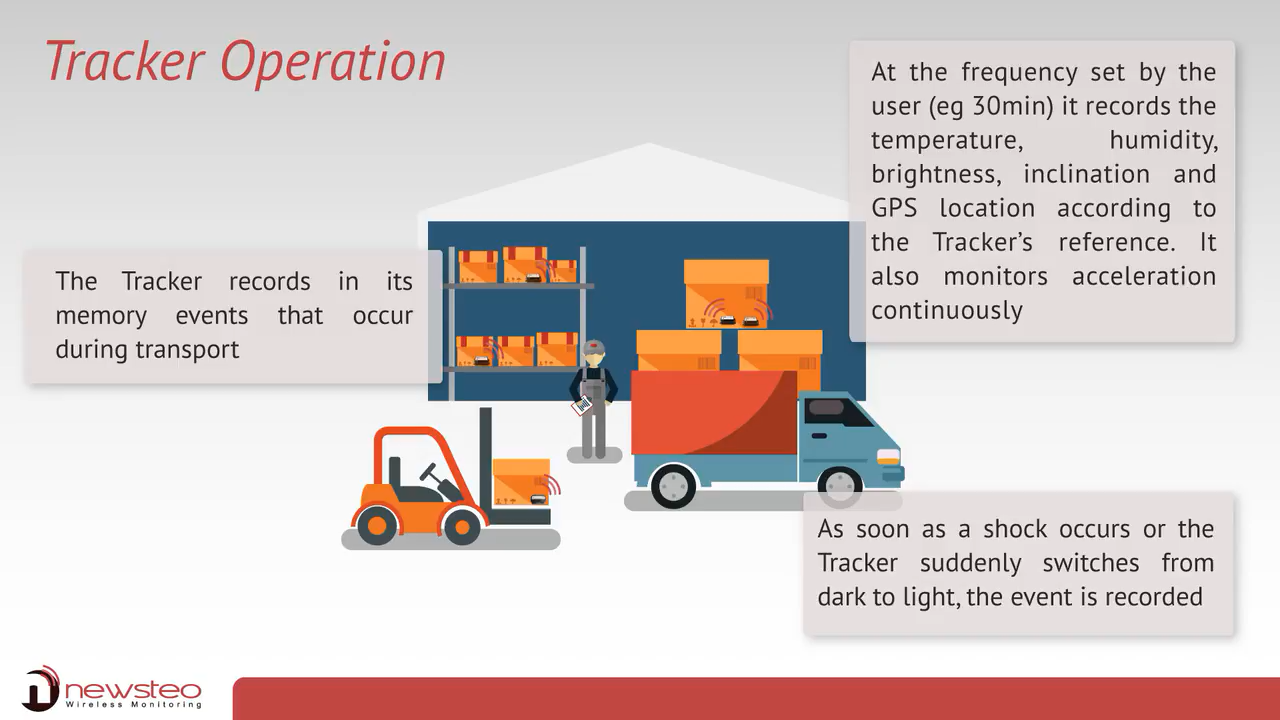 Tracker Operation
At the frequency set by the
user (eg 30min) it records the
temperature, humidity,
brightness, inclination and
GPS location according to
the Tracker's reference. It
also monitors acceleration
continuously
The Tracker records in its
memory events that occur
during transport
As soon as a shock occurs or the
Tracker suddenly switches from
dark to light, the event is recorded
newsteo
Wireless Monitoring